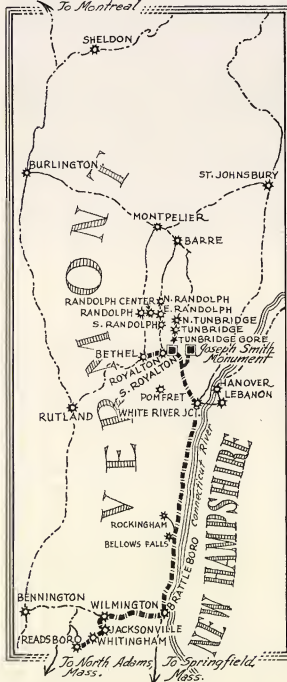 To Montreal
SHELDON
BURLINGTON
ST. JOHNSBURY
MONTPELIER
BARRE
VERMONT
RANDOLPH CENTER
N. RANDOLPH
RANDOLPH
E. RANDOLPH
S. RANDOLPH
N. TUNBRIDGE
TUNBRIDGE
TUNBRIDGE GORE
BETHEL
ROYALTON
S. ROYALTON
Joseph Smith
Monument
POMFRET
HANOVER
LEBANON
RUTLAND
WHITE RIVER JCT.
Connecticut River
NEW HAMPSHIRE
ROCKINGHAM
BELLOWS FALLS
BRATTLEBORO
BENNINGTON
WILMINGTON
JACKSONVILLE
READSBORO
WHITINGHAM
To North Adams,
Mass.
To Springfield
Mass.